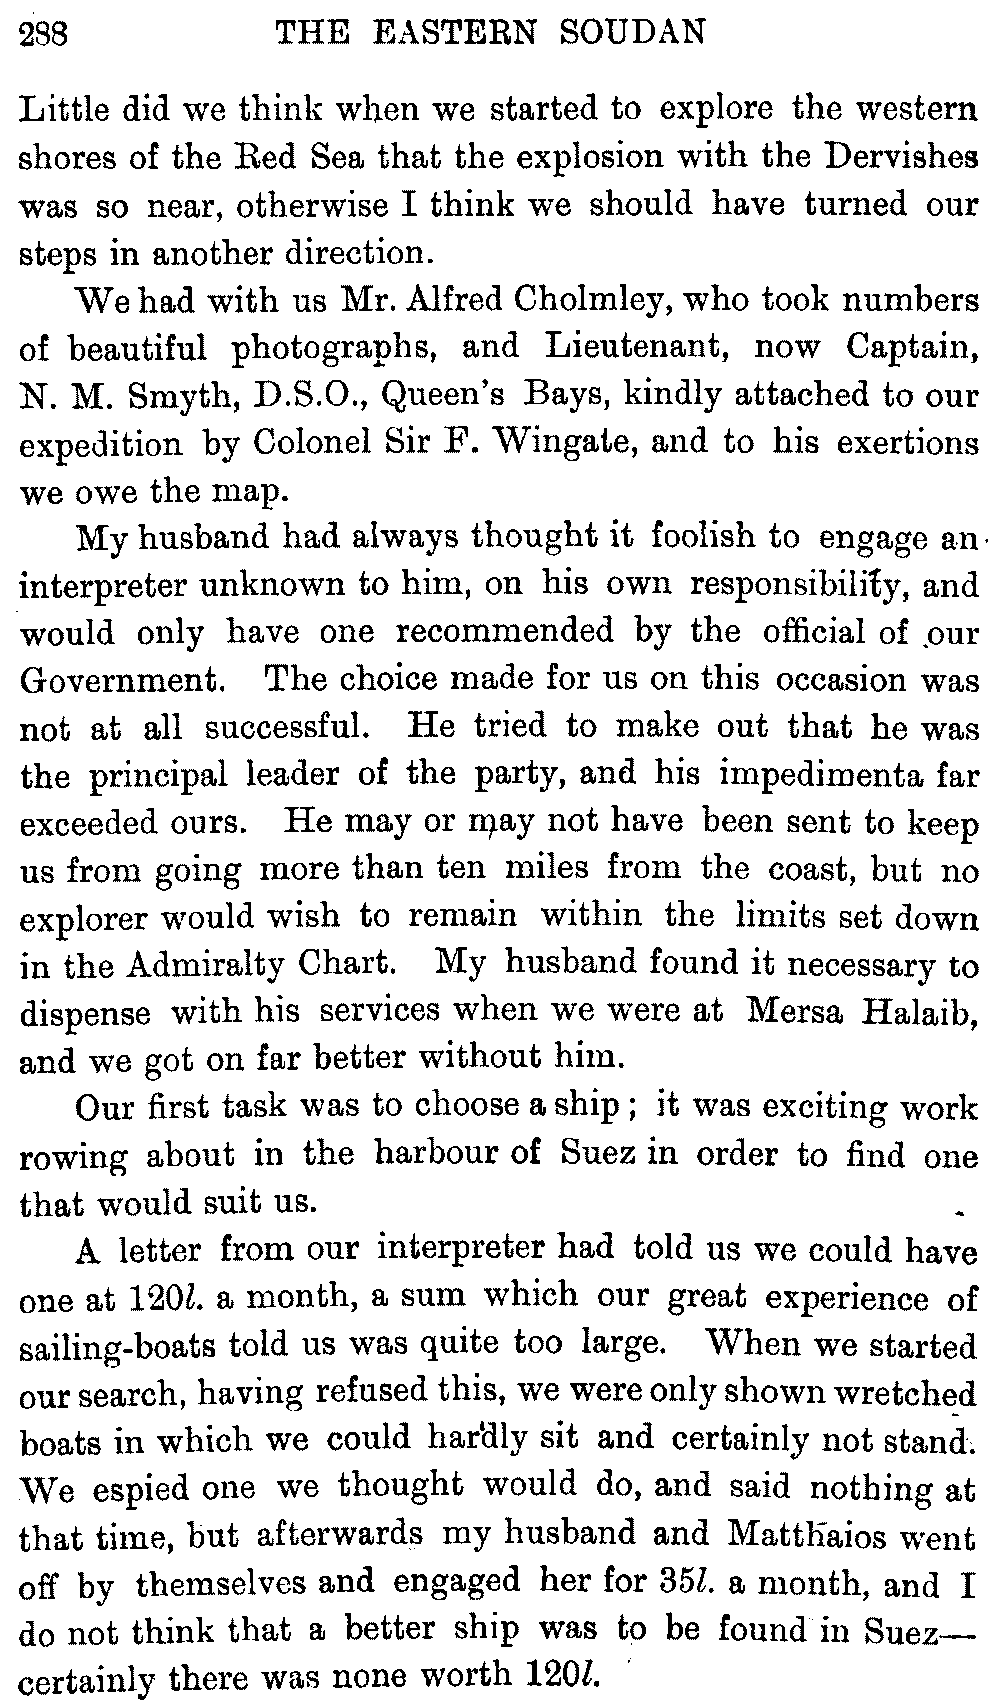 288 THE EASTERN SOUDAN
Little did we think when we started to explore the western
shores of the Red Sea that the explosion with the Dervishes
was so near, otherwise I think we should have turned our
steps in another direction.
We had with us Mr. Alfred Cholmley, who took numbers
of beautiful photographs, and Lieutenant, now Captain,
N. M. Smyth, D.S.O., Queen's Bays, kindly attached to our
expedition by Colonel Sir F. Wingate, and to his exertions
we owe the map.
My husband had always thought it foolish to engage an
interpreter unknown to him, on his own responsibility, and
would only have one recommended by the official of our
Government. The choice made for us on this occasion was
not at all successful. He tried to make out that he was
the principal leader of the party, and his impedimenta far
exceeded ours. He may or may not have been sent to keep
us from going more than ten miles from the coast, but no
explorer would wish to remain within the limits set down
in the Admiralty Chart. My husband found it necessary to
dispense with his services when we were at Mersa Halaib,
and we got on far better without him.
Our first task was to choose a ship; it was exciting work
rowing about in the harbour of Suez in order to find one
that would suit us.
A letter from our interpreter had told us we could have
one at 120l. a month, a sum which our great experience of
sailing-boats told us was quite too large. When we started
our search, having refused this, we were only shown wretched
boats in which we could hardly sit and certainly not stand.
We espied one we thought would do, and said nothing at
that time, but afterwards my husband and Matthaios went
off by themselves and engaged her for 35l. a month, and I
do not think that a better ship was to be found in Suez—
certainly there was none worth 120l.